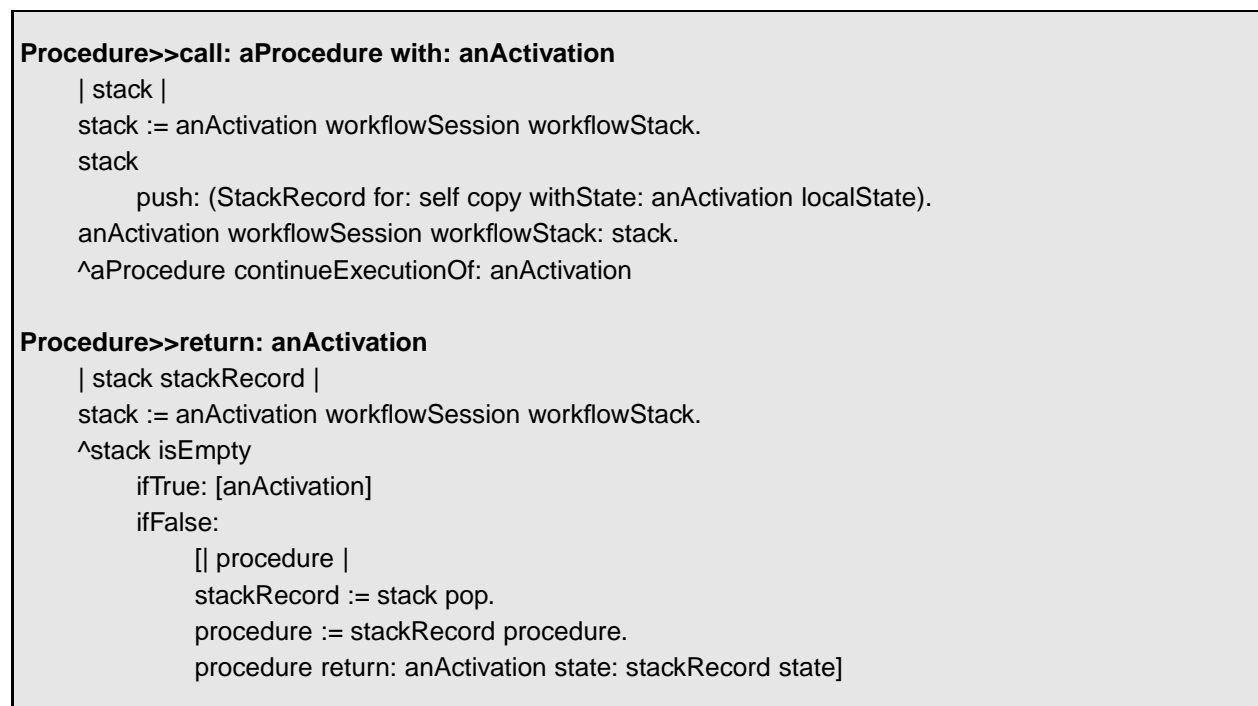 Procedure>>call: aProcedure with: anActivation
| stack |
stack := anActivation workflowSession workflowStack.
stack
push: (StackRecord for: self copy withState: anActivation localState).
anActivation workflowSession workflowStack: stack.
^aProcedure continueExecutionOf: anActivation
Procedure>>return: anActivation
| stack stackRecord |
stack := anActivation workflowSession workflowStack.
^stack isEmpty
ifTrue: [anActivation]
ifFalse:
[| procedure |
stackRecord := stack pop.
procedure := stackRecord procedure.
procedure return: anActivation state: stackRecord state]